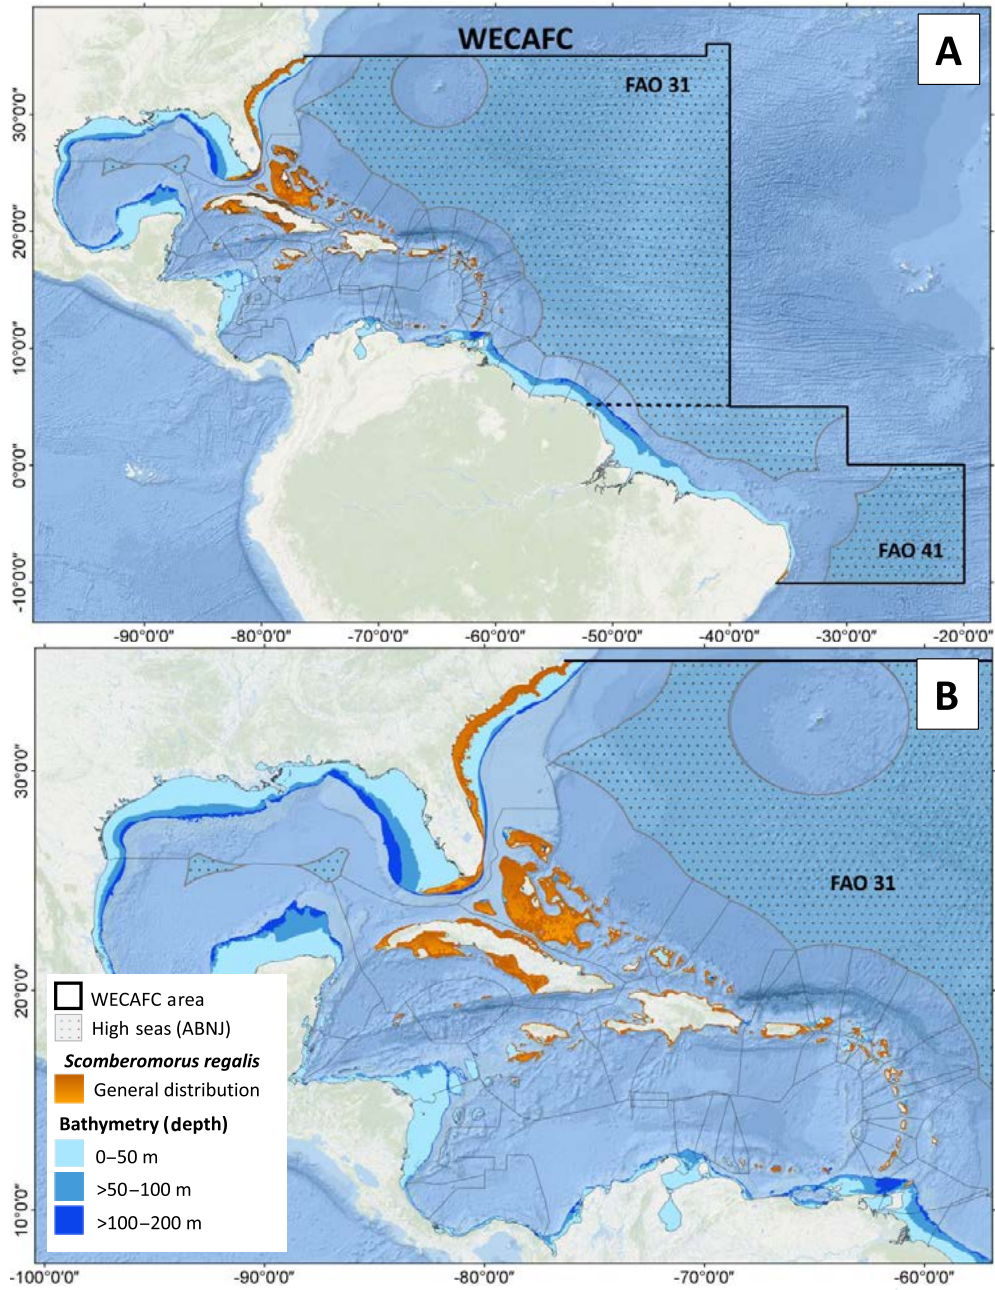 WECAFC
A
FAO 31
FAO 41
30°0'0"
20°0'0"
10°0'0"
0°0'0"
-10°0'0"
-90°0'0"
-80°0'0"
-70°0'0"
-60°0'0"
-50°0'0"
-40°0'0"
-30°0'0"
-20°00'0"
B
FAO 31
30°0'0"
20°0'0"
10°0'0"
WECAFC area
High seas (ABNJ)
Scomberomorus regalis
General distribution
Bathymetry (depth)
0–50 m
>50–100 m
>100–200 m
-100°0'0"
-90°0'0"
-80°0'0"
-70°0'0"
-60°0'0"